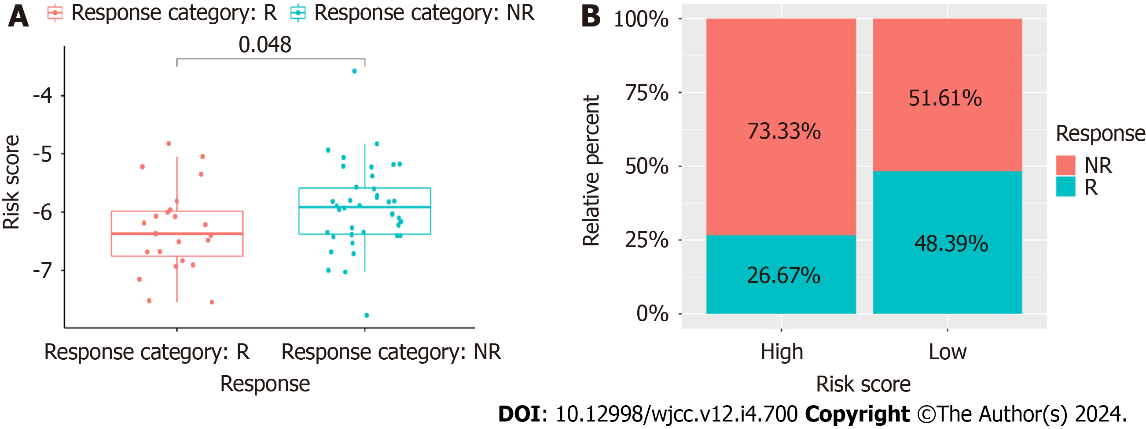 A
Response category: R Response category: NR
0.048
Risk score
-4
-5
-6
-7
Response category: R Response category: NR
Response
B
Relative percent
100%
75%
50%
25%
0%
73.33%
51.61%
26.67%
48.39%
High Low
Risk score
Response
NR
R
DOI: 10.12998/wjcc.v12.i4.700 Copyright ©The Author(s) 2024.